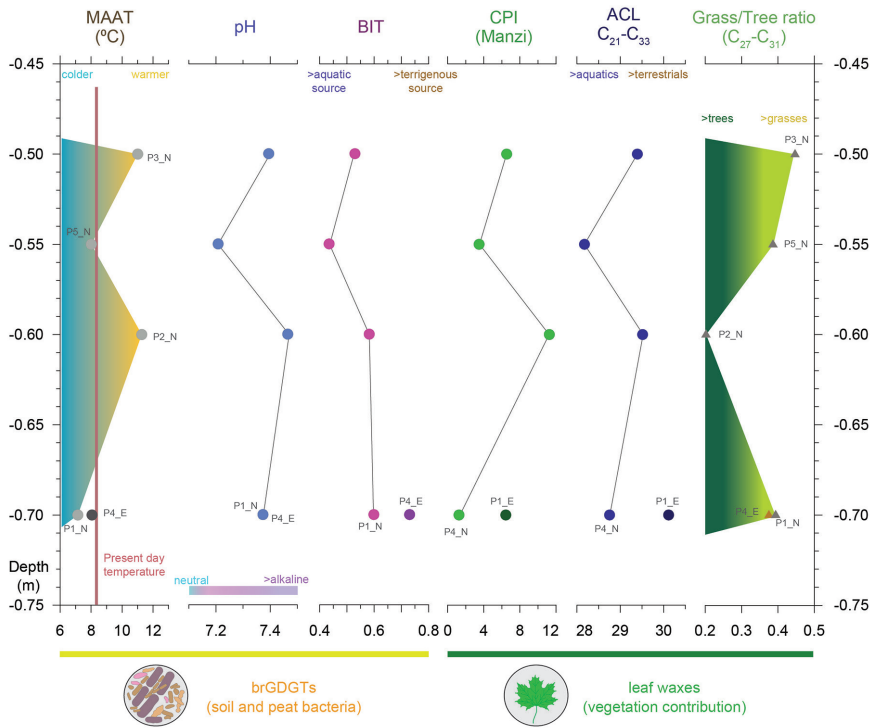 MAAT
(ºC)
pH
BIT
CPI
(Manzi)
ACL
C21-C33
Grass/Tree ratio
(C27-C31)
-0.45
-0.45
colder
warmer
>aquatic
source
>terrigenous
source
>aquatics
>terrestrials
>trees
>grasses
P3_N
-0.50
P3_N
-0.50
P5_N
-0.55
P5_N
-0.55
-0.60
P2_N
P2_N
-0.60
-0.65
-0.65
-0.70
P1_N
P4_E
P1_N
P4_E
P4_E
P1_N
P1_E
P4_N
P1_E
P4_N
P4_E
P1_N
-0.70
Depth
(m)
Present day
temperature
neutral
>alkaline
-0.75
-0.75
6 8 10 12
7.2 7.4
0.4 0.6 0.8
0 4 8 12
28 29 30
0.2 0.3 0.4 0.5
brGDGTs
(soil and peat bacteria)
leaf waxes
(vegetation contribution)